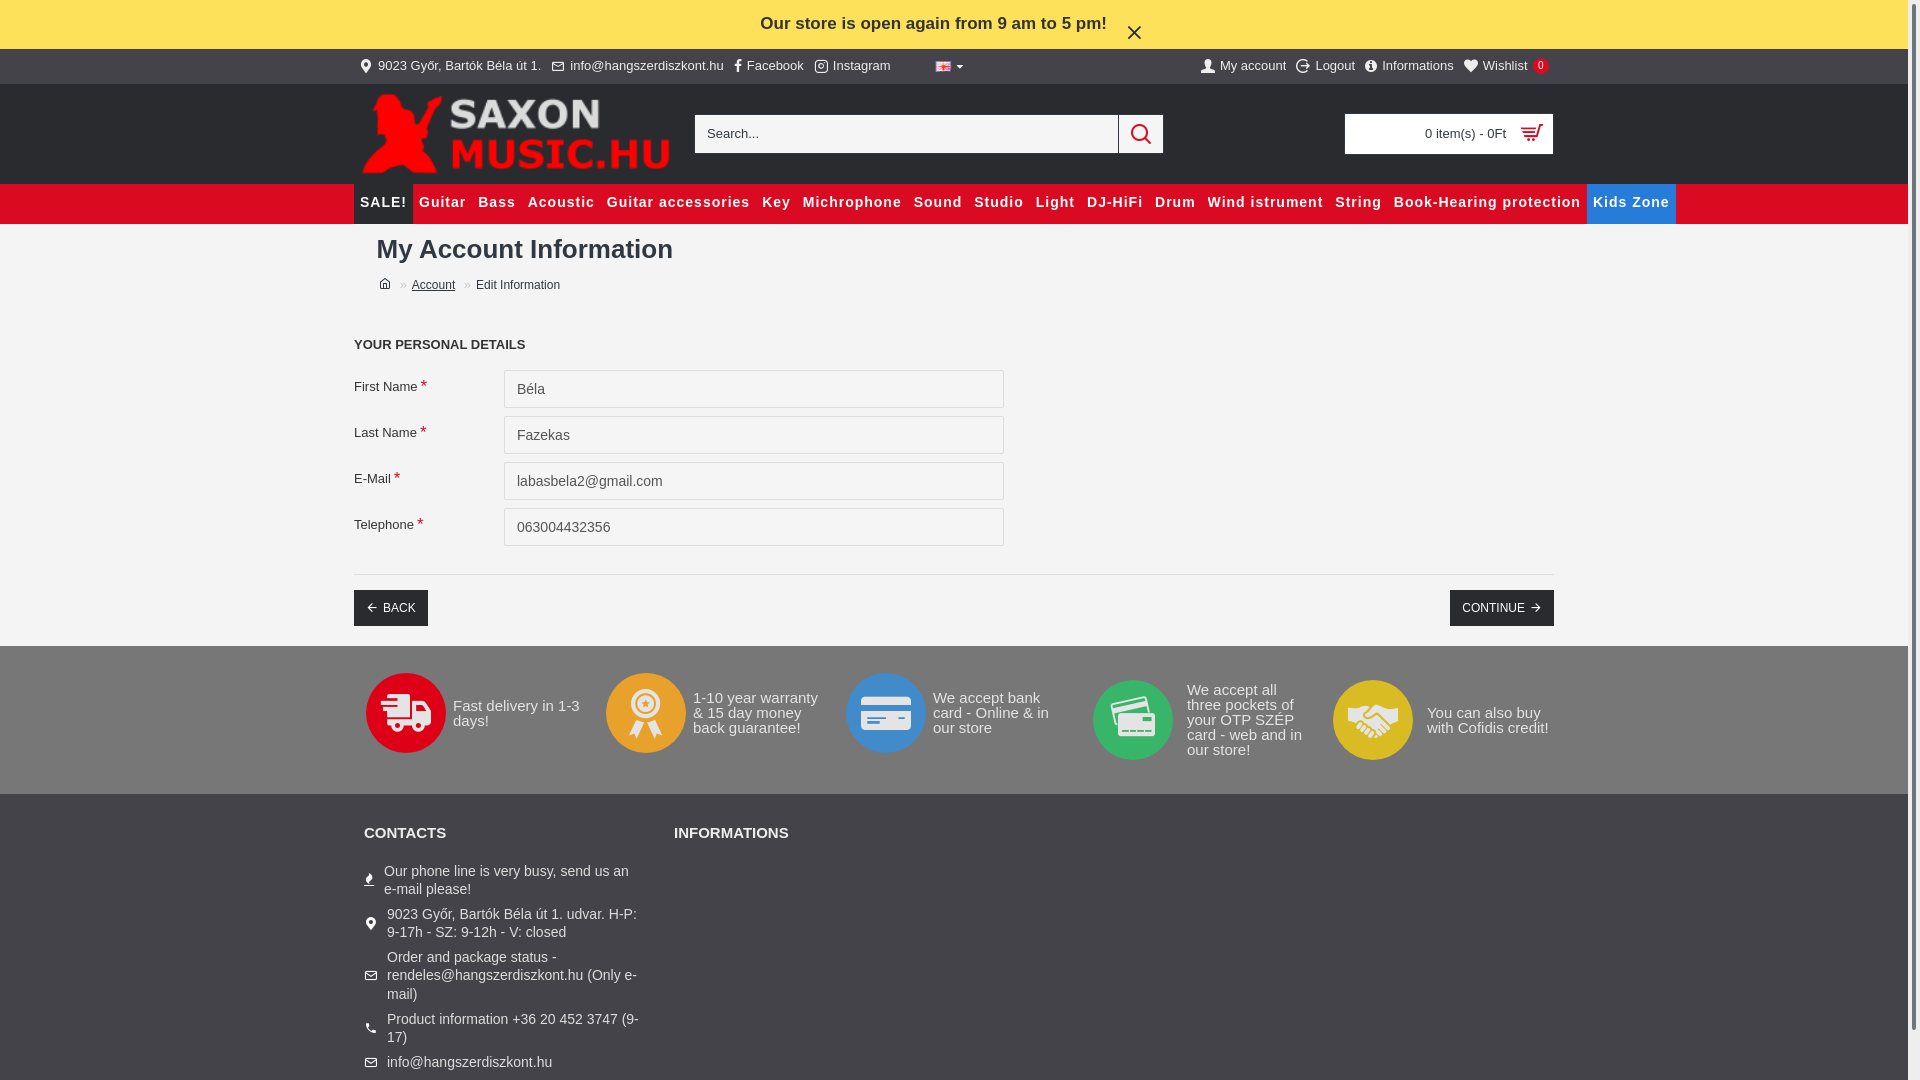 Our store is open again from 9 am to 5 pm!
9023 Győr, Bartók Béla út 1. info@hangszerdiszkont.hu Facebook Instagram My account Logout Informations Wishlist 0
SAXON
MUSIC.HU
Search...
0 item(s) - 0Ft
SALE! Guitar Bass Acoustic Guitar accessories Key Michrophone Sound Studio Light DJ-HiFi Drum Wind istrument String Book-Hearing protection Kids Zone
My Account Information
» Account » Edit Information
YOUR PERSONAL DETAILS
First Name * Béla
Last Name * Fazekas
E-Mail * labasbela2@gmail.com
Telephone * 063004432356
BACK
CONTINUE
Fast delivery in 1-3
days!
1-10 year warranty
& 15 day money
back guarantee!
We accept bank
card - Online & in
our store
We accept all
three pockets of
your OTP SZÉP
card - web and in
our store!
You can also buy
with Cofidis credit!
CONTACTS
Our phone line is very busy, send us an
e-mail please!
9023 Győr, Bartók Béla út 1. udvar. H-P:
9-17h - SZ: 9-12h - V: closed
Order and package status -
rendeles@hangszerdiszkont.hu (Only e-
mail)
Product information +36 20 452 3747 (9-
17)
info@hangszerdiszkont.hu
INFORMATIONS